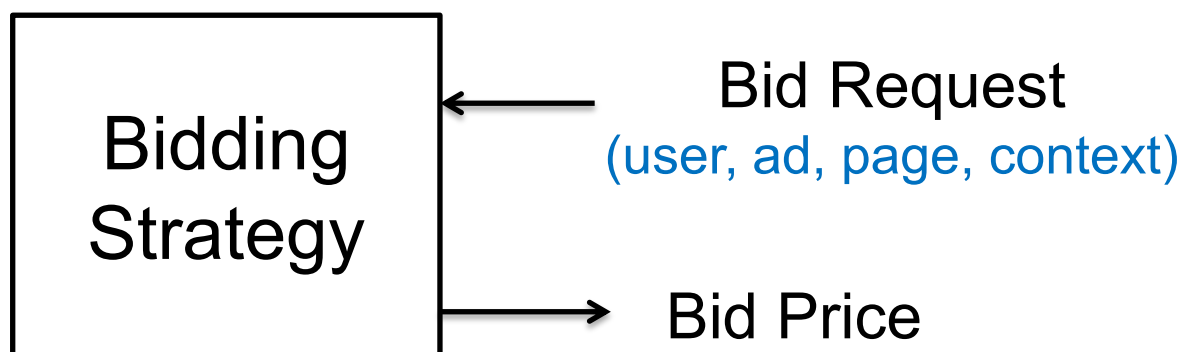 Bidding
Strategy
Bid Request
(user, ad, page, context)
Bid Price